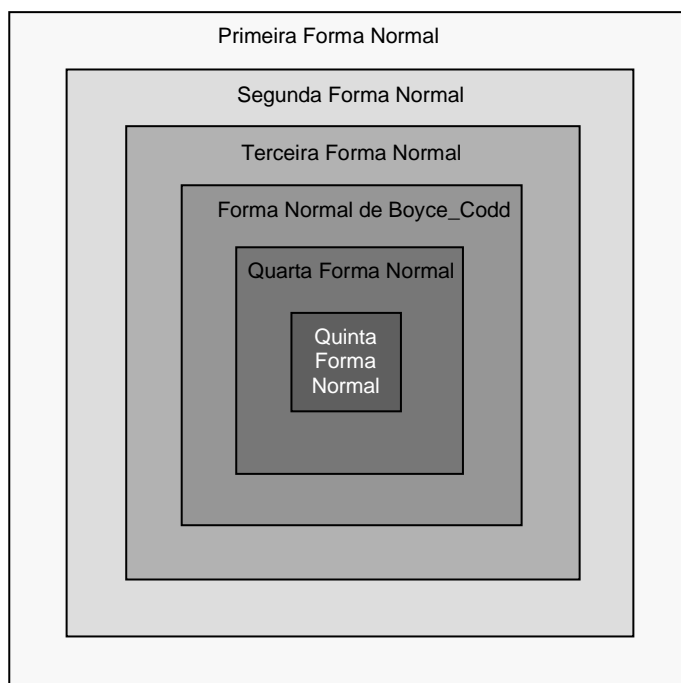 Primeira Forma Normal
Segunda Forma Normal
Terceira Forma Normal
Forma Normal de Boyce_Codd
Quarta Forma Normal
Quinta
Forma
Normal